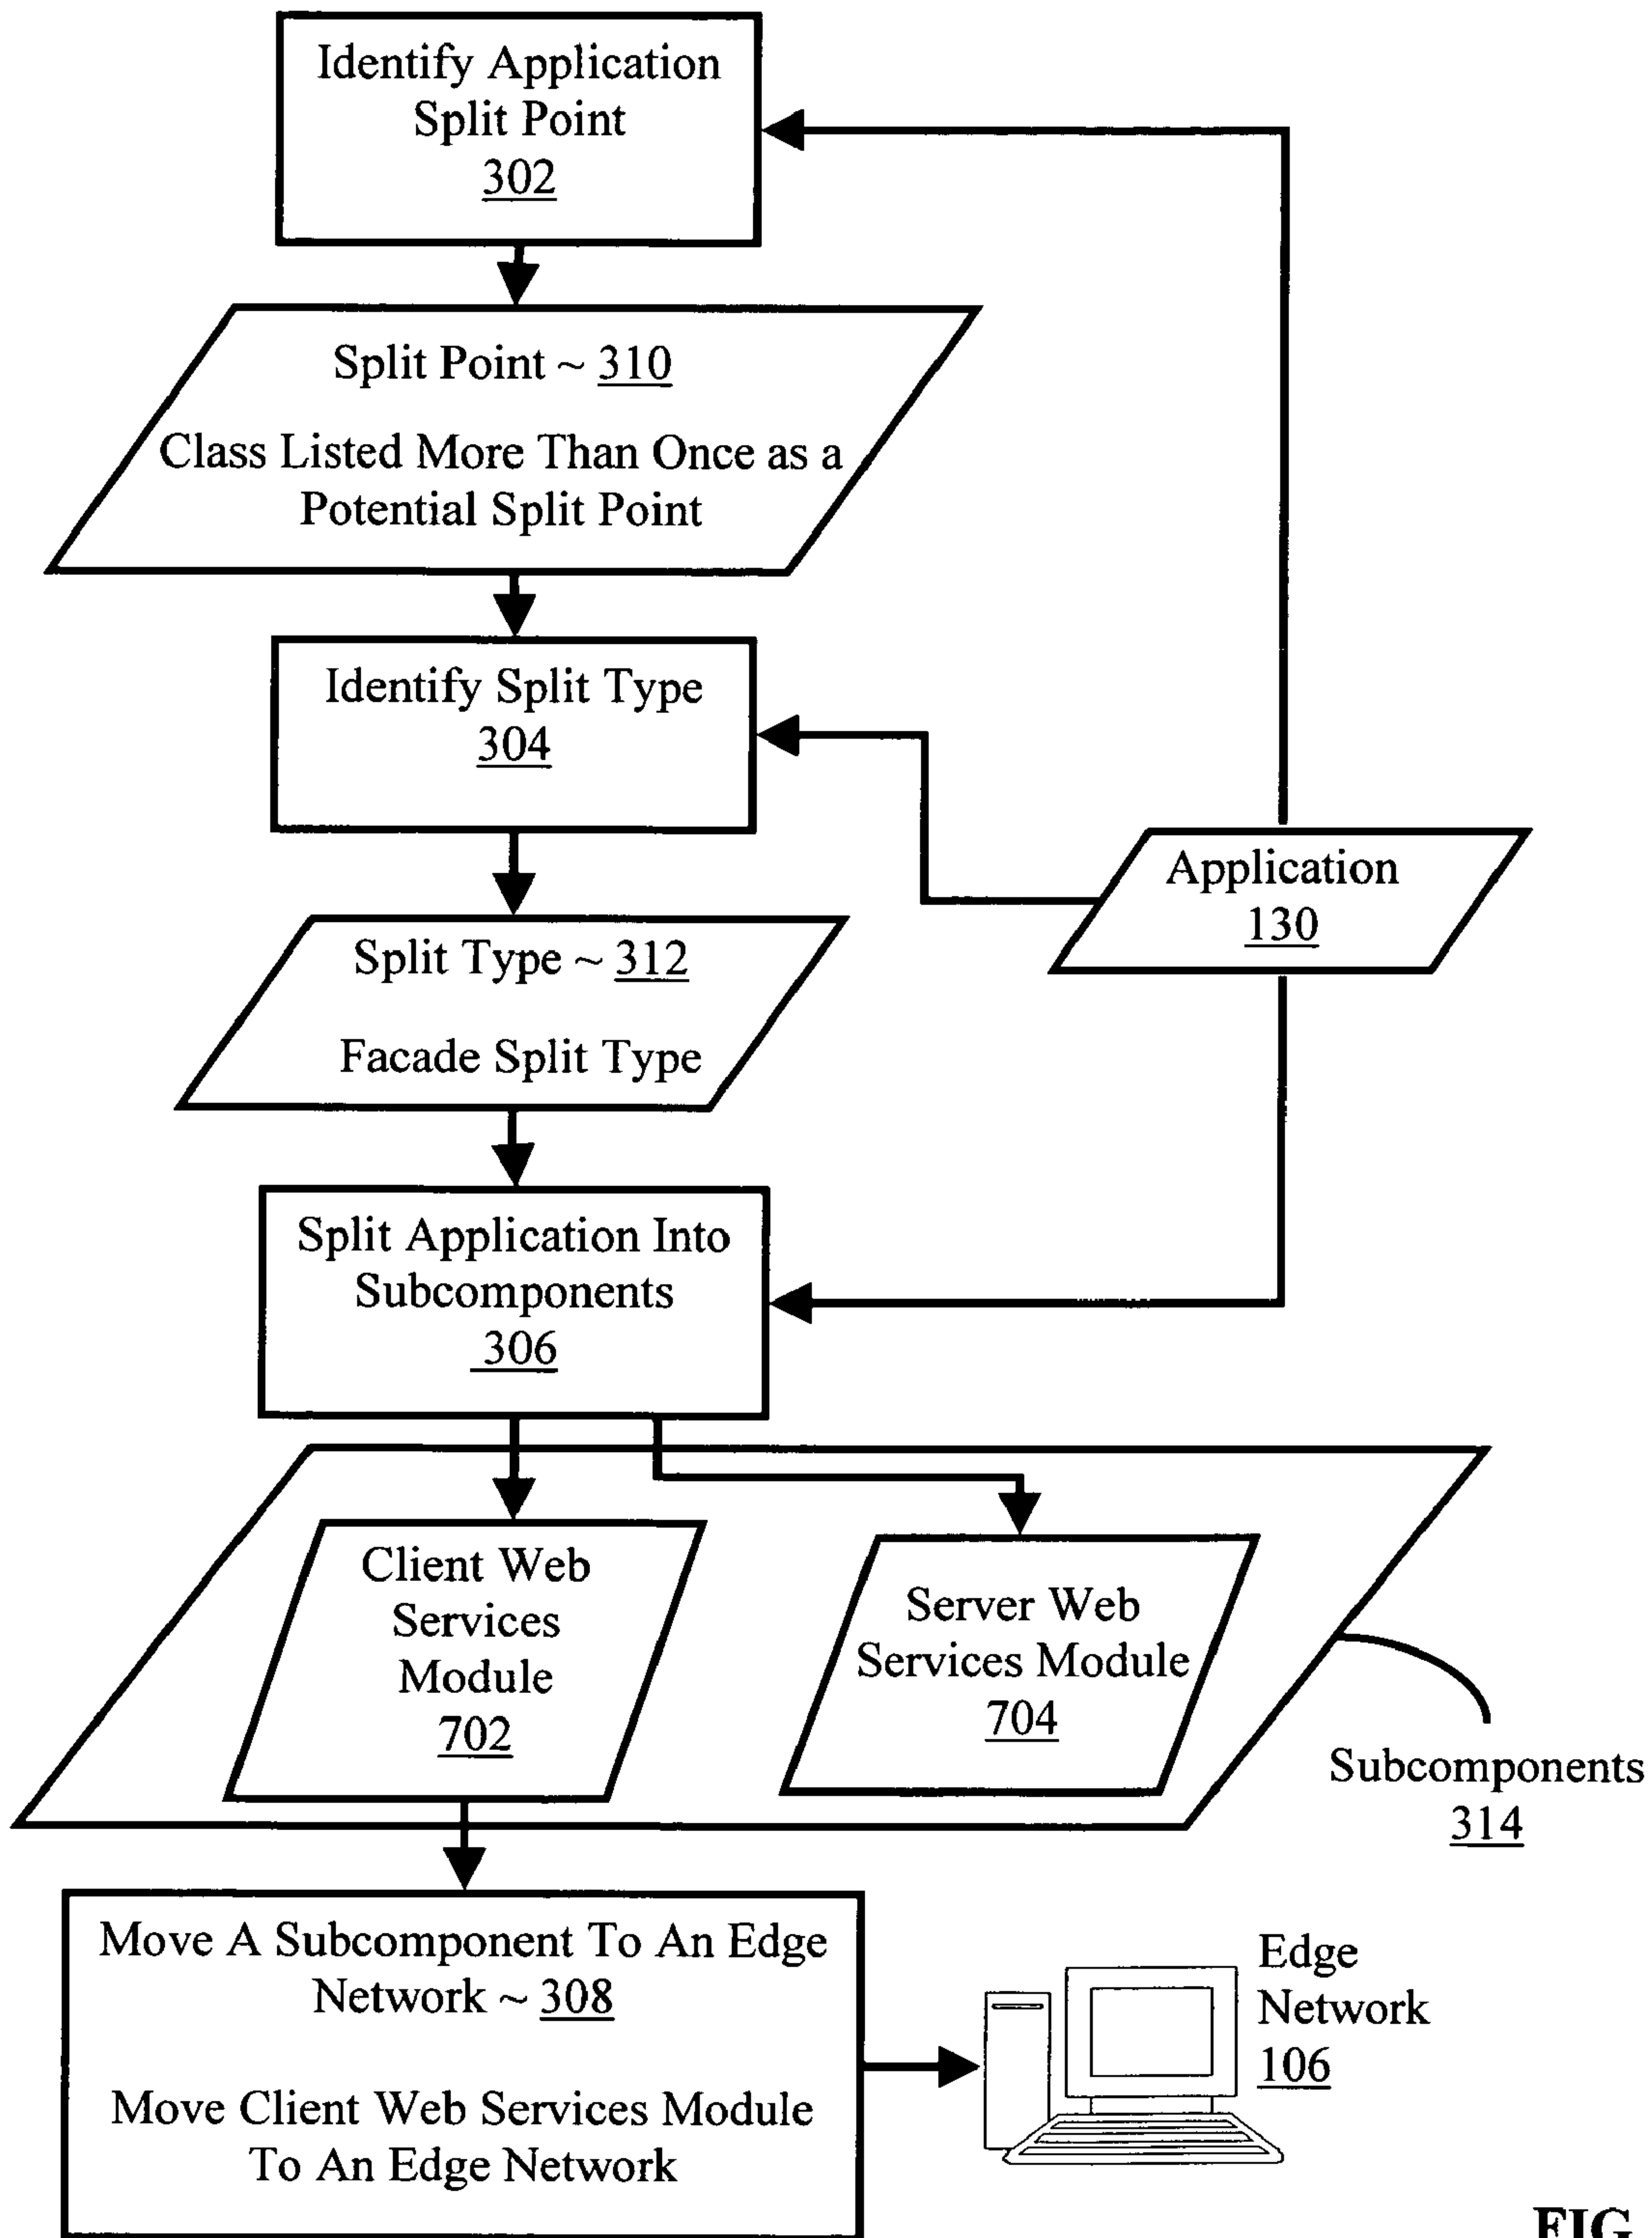 Identify Application
Split Point
302
Split Point ~ 310
Class Listed More Than Once as a
Potential Split Point
Identify Split Type
304
Application
130
Split Type ~ 312
Facade Split Type
Split Application Into
Subcomponents
306
Client Web
Services
Module
702
Server Web
Services Module
704
Subcomponents
314
Move A Subcomponent To An Edge
Network ~ 308
Move Client Web Services Module
To An Edge Network
Edge
Network
106
FIG